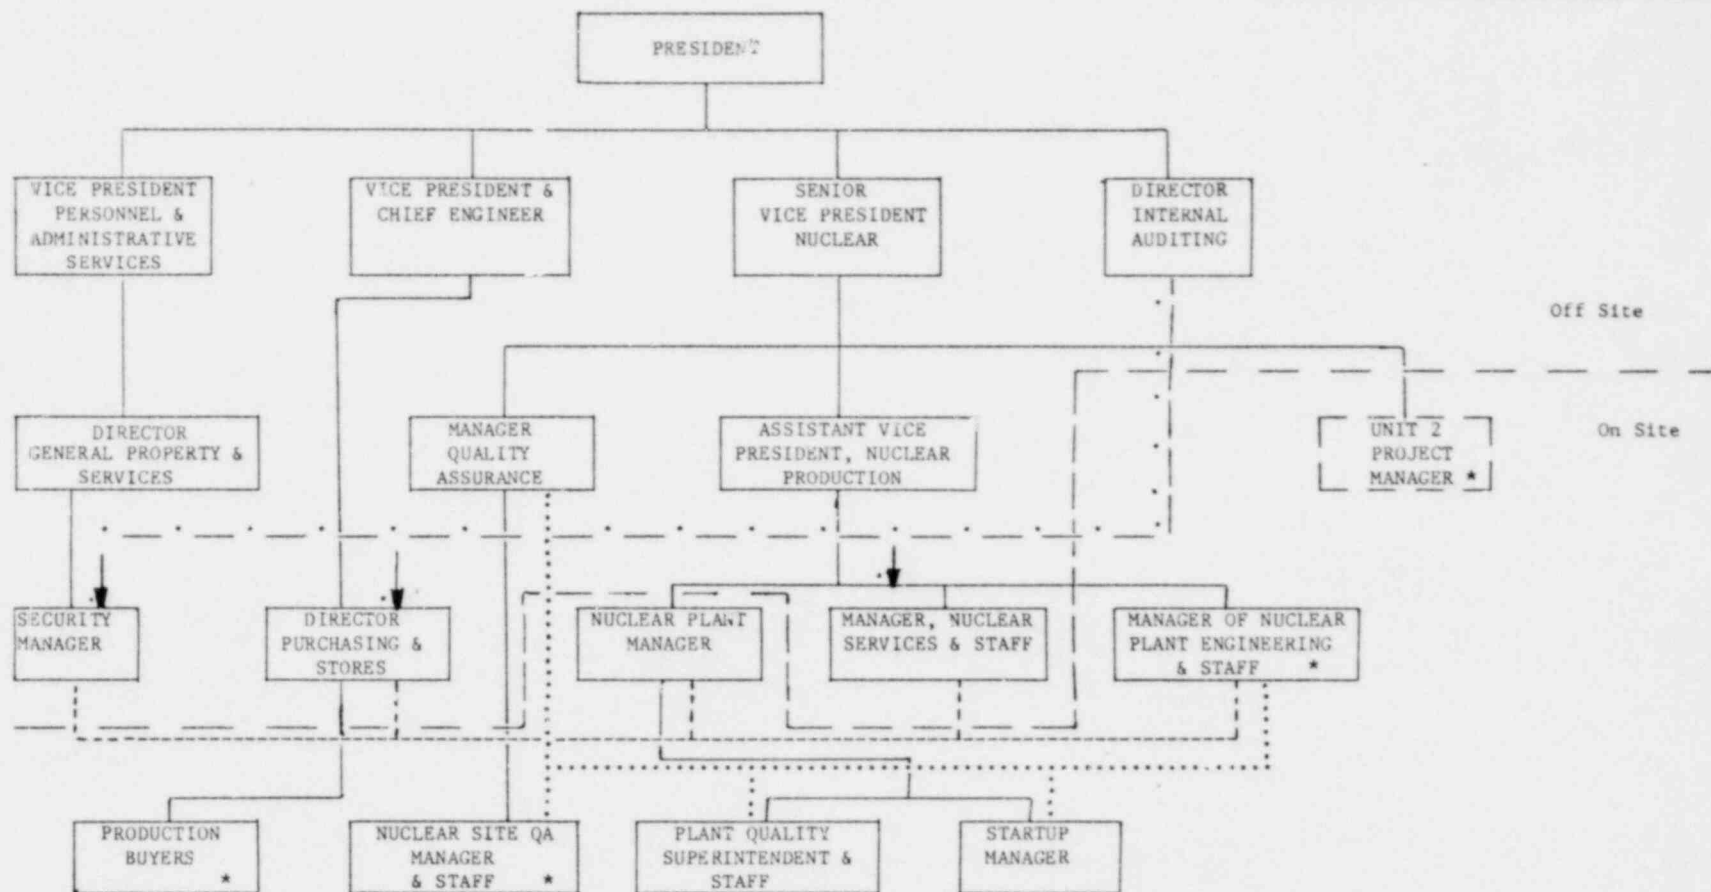 PRESIDENT
VICE PRESIDENT
PERSONNEL &
ADMINISTRATIVE
SERVICES
VICE PRESIDENT &
CHIEF ENGINEER
SENIOR
VICE PRESIDENT
NUCLEAR
DIRECTOR
INTERNAL
AUDITING
Off Site
DIRECTOR
GENERAL PROPERTY &
SERVICES
MANAGER
QUALITY
ASSURANCE
ASSISTANT VICE
PRESIDENT, NUCLEAR
PRODUCTION
UNIT 2
PROJECT
MANAGER *
On Site
SECURITY
MANAGER
DIRECTOR
PURCHASING &
STORES
NUCLEAR PLANT
MANAGER
MANAGER, NUCLEAR
SERVICES & STAFF
MANAGER OF NUCLEAR
PLANT ENGINEERING
& STAFF *
PRODUCTION
BUYERS
*
NUCLEAR SITE QA
MANAGER
& STAFF *
PLANT QUALITY
SUPERINTENDENT &
STAFF
STARTUP
MANAGER